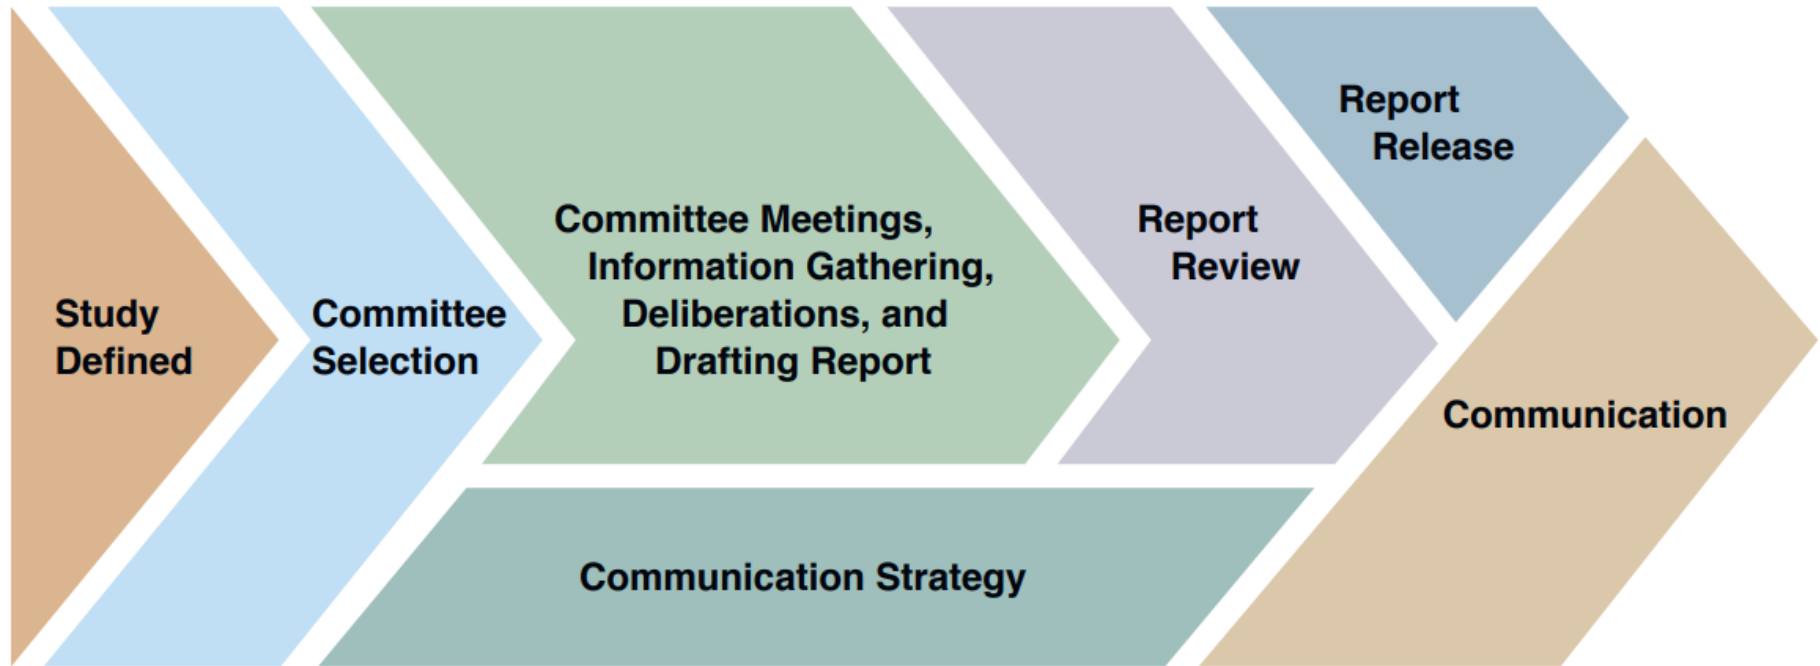 Study
Defined
Committee
Selection
Committee Meetings,
Information Gathering,
Deliberations, and
Drafting Report
Report
Review
Report
Release
Communication
Communication Strategy